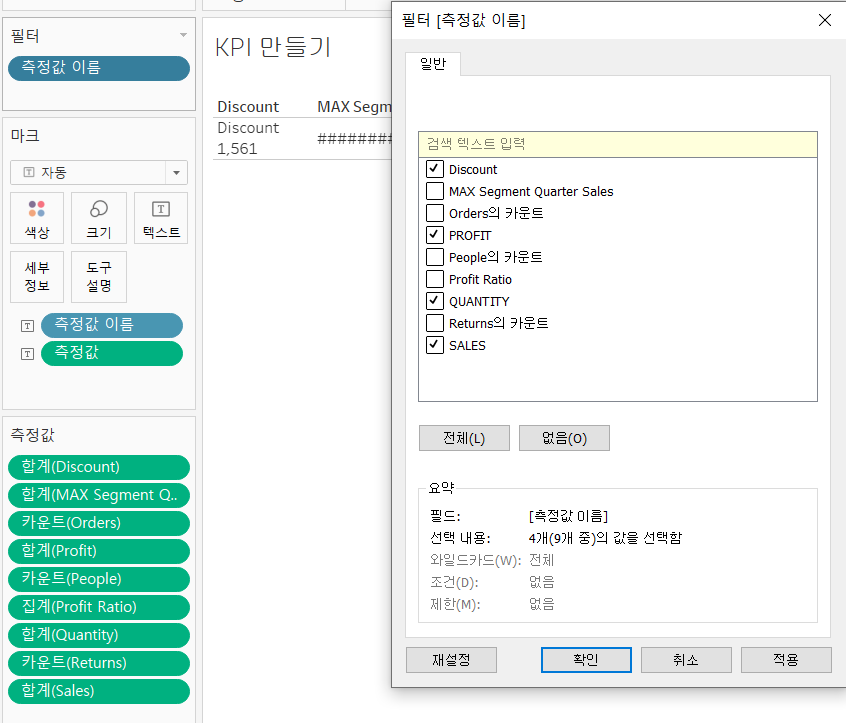 필터
측정값 이름
마크
자동
색상
크기
텍스트
세부
정보
도구
설명
측정값 이름
측정값
측정값
합계(Discount)
합계(MAX Segment Q..
카운트(Orders)
합계(Profit)
카운트(People)
집계(Profit Ratio)
합계(Quantity)
카운트(Returns)
합계(Sales)
KPI 만들기
Discount MAX Segm
Discount
1,561
#########
필터 [측정값 이름]
일반
검색 텍스트 입력
Discount
MAX Segment Quarter Sales
Orders의 카운트
PROFIT
People의 카운트
Profit Ratio
QUANTITY
Returns의 카운트
SALES
전체(L) 없음(O)
요약
필드: [측정값 이름]
선택 내용: 4개(9개 중)의 값을 선택함
와일드카드(W): 전체
조건(D): 없음
제한(M): 없음
재설정 확인 취소 적용